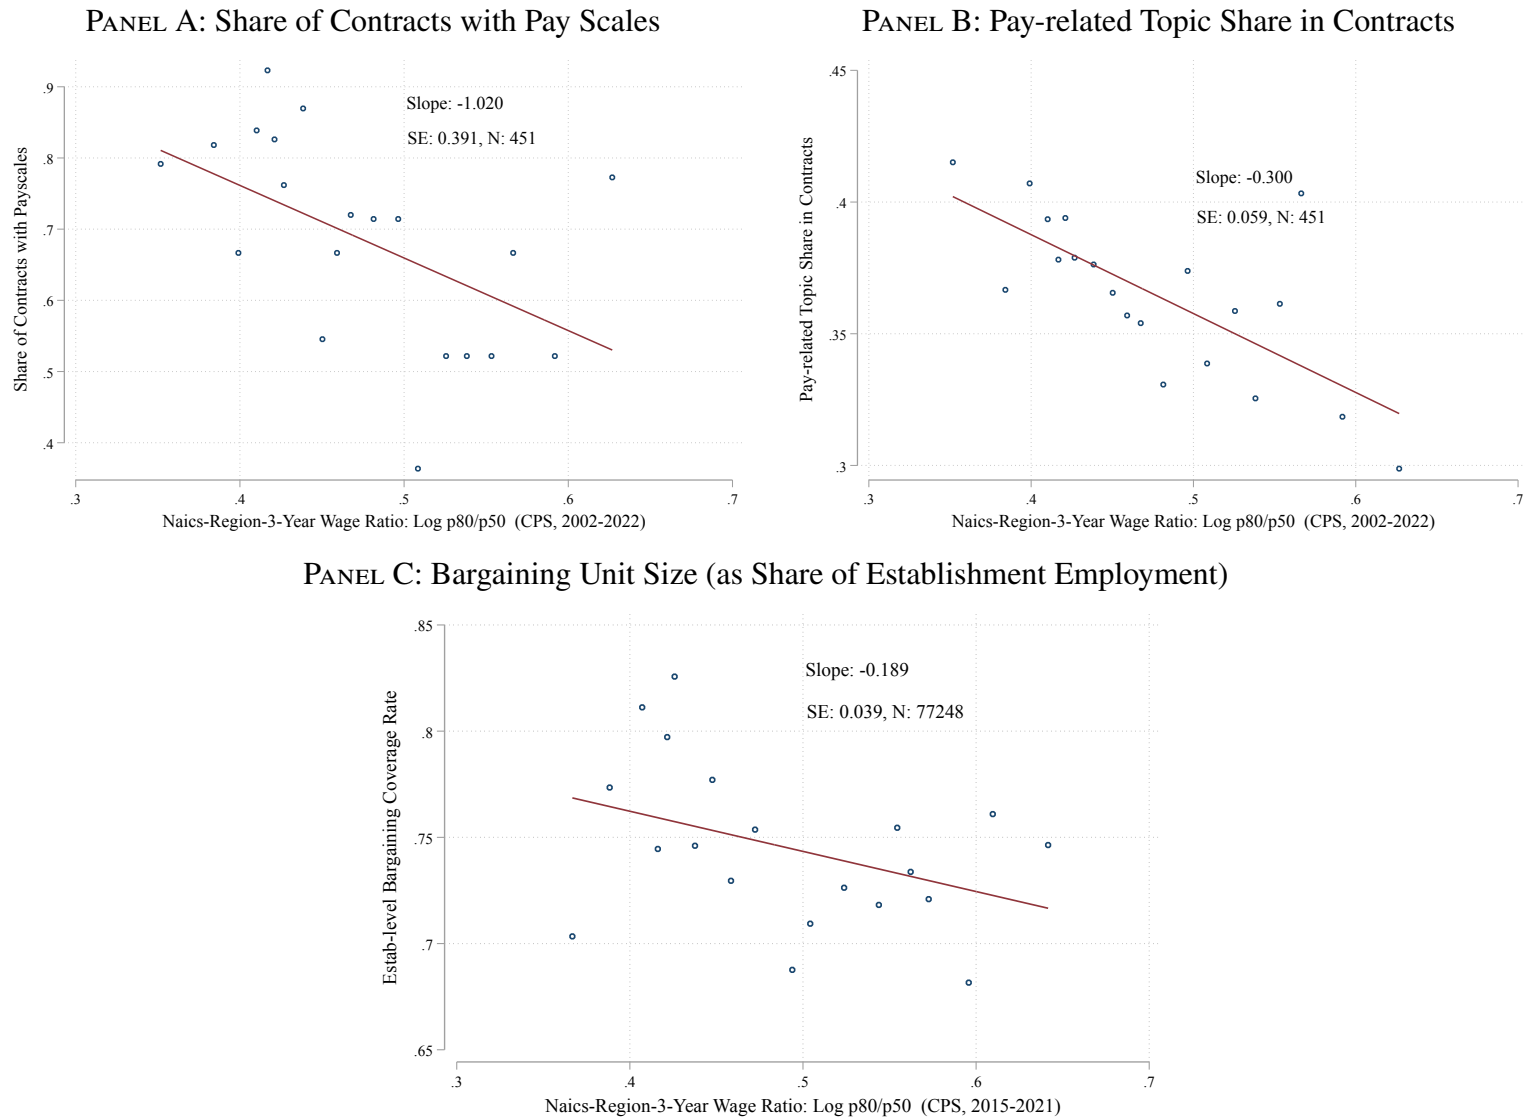 PANEL A: Share of Contracts with Pay Scales
Share of Contracts with Payscales
.9
.8
.7
.6
.5
.4
Slope: -1.020
SE: 0.391, N: 451
.3 .4 .5 .6 .7
Naics-Region-3-Year Wage Ratio: Log p80/p50 (CPS, 2002-2022)
PANEL B: Pay-related Topic Share in Contracts
Pay-related Topic Share in Contracts
.45
.4
.35
.3
Slope: -0.300
SE: 0.059, N: 451
.3 .4 .5 .6 .7
Naics-Region-3-Year Wage Ratio: Log p80/p50 (CPS, 2002-2022)
PANEL C: Bargaining Unit Size (as Share of Establishment Employment)
Estab-level Bargaining Coverage Rate
.85
.8
.75
.7
.65
Slope: -0.189
SE: 0.039, N: 77248
.3 .4 .5 .6 .7
Naics-Region-3-Year Wage Ratio: Log p80/p50 (CPS, 2015-2021)